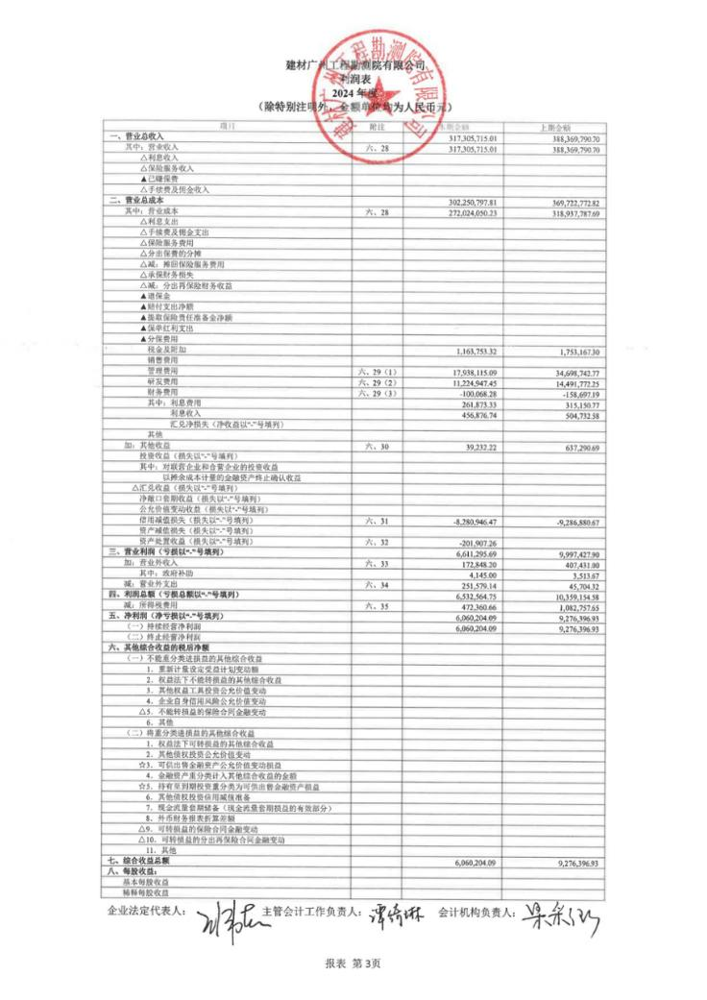 建材广州工程勘测院有限公司
利润表
2024 年度
（除特别注明外，金额单位均为人民币元）
项目 附注 本期金额 上期金额
一、营业总收入 317,305,715.01 388,369,790.70
其中：营业收入 六、28 317,305,715.01 388,369,790.70
△利息收入
△保险服务收入
▲已赚保费
△手续费及佣金收入
二、营业总成本 302,250,797.81 369,722,772.82
其中：营业成本 六、28 272,024,050.23 318,937,787.69
△利息支出
△手续费及佣金支出
△保险服务费用
△分出保费的分摊
△减：摊回保险服务费用
△承保财务损失
△减：分出再保险财务收益
▲退保金
▲赔付支出净额
▲提取保险责任准备金净额
▲保单红利支出
▲分保费用
税金及附加 1,163,753.32 1,753,167.30
销售费用
管理费用 六、29（1） 17,938,115.09 34,698,742.77
研发费用 六、29（2） 11,224,947.45 14,491,772.25
财务费用 六、29（3） -100,068.28 -158,697.19
其中：利息费用 261,873.33 315,150.77
利息收入 456,876.74 504,732.58
汇兑净损失（净收益以“-”号填列）
其他
加：其他收益 六、30 39,232.22 637,290.69
投资收益（损失以“-”号填列）
其中：对联营企业和合营企业的投资收益
以摊余成本计量的金融资产终止确认收益
△汇兑收益（损失以“-”号填列）
净敞口套期收益（损失以“-”号填列）
公允价值变动收益（损失以“-”号填列）
信用减值损失（损失以“-”号填列） 六、31 -8,280,946.47 -9,286,880.67
资产减值损失（损失以“-”号填列）
资产处置收益（损失以“-”号填列） 六、32 -201,907.26
三、营业利润（亏损以“-”号填列） 6,611,295.69 9,997,427.90
加：营业外收入 六、33 172,848.20 407,431.00
其中：政府补助 4,145.00 3,513.67
减：营业外支出 六、34 251,579.14 45,704.32
四、利润总额（亏损总额以“-”号填列） 6,532,564.75 10,359,154.58
减：所得税费用 六、35 472,360.66 1,082,757.65
五、净利润（净亏损以“-”号填列） 6,060,204.09 9,276,396.93
（一）持续经营净利润 6,060,204.09 9,276,396.93
（二）终止经营净利润
六、其他综合收益的税后净额
（一）不能重分类进损益的其他综合收益
1．重新计量设定受益计划变动额
2．权益法下不能转损益的其他综合收益
3．其他权益工具投资公允价值变动
4．企业自身信用风险公允价值变动
△5．不能转损益的保险合同金融变动
6．其他
（二）将重分类进损益的其他综合收益
1．权益法下可转损益的其他综合收益
2．其他债权投资公允价值变动
☆3．可供出售金融资产公允价值变动损益
4．金融资产重分类计入其他综合收益的金额
☆5．持有至到期投资重分类为可供出售金融资产损益
6．其他债权投资信用减值准备
7．现金流量套期储备（现金流量套期损益的有效部分）
8．外币财务报表折算差额
△9．可转损益的保险合同金融变动
△10．可转损益的分出再保险合同金融变动
11．其他
七、综合收益总额 6,060,204.09 9,276,396.93
八、每股收益：
基本每股收益
稀释每股收益
企业法定代表人： 主管会计工作负责人：谭绮琳 会计机构负责人：
报表 第 3页